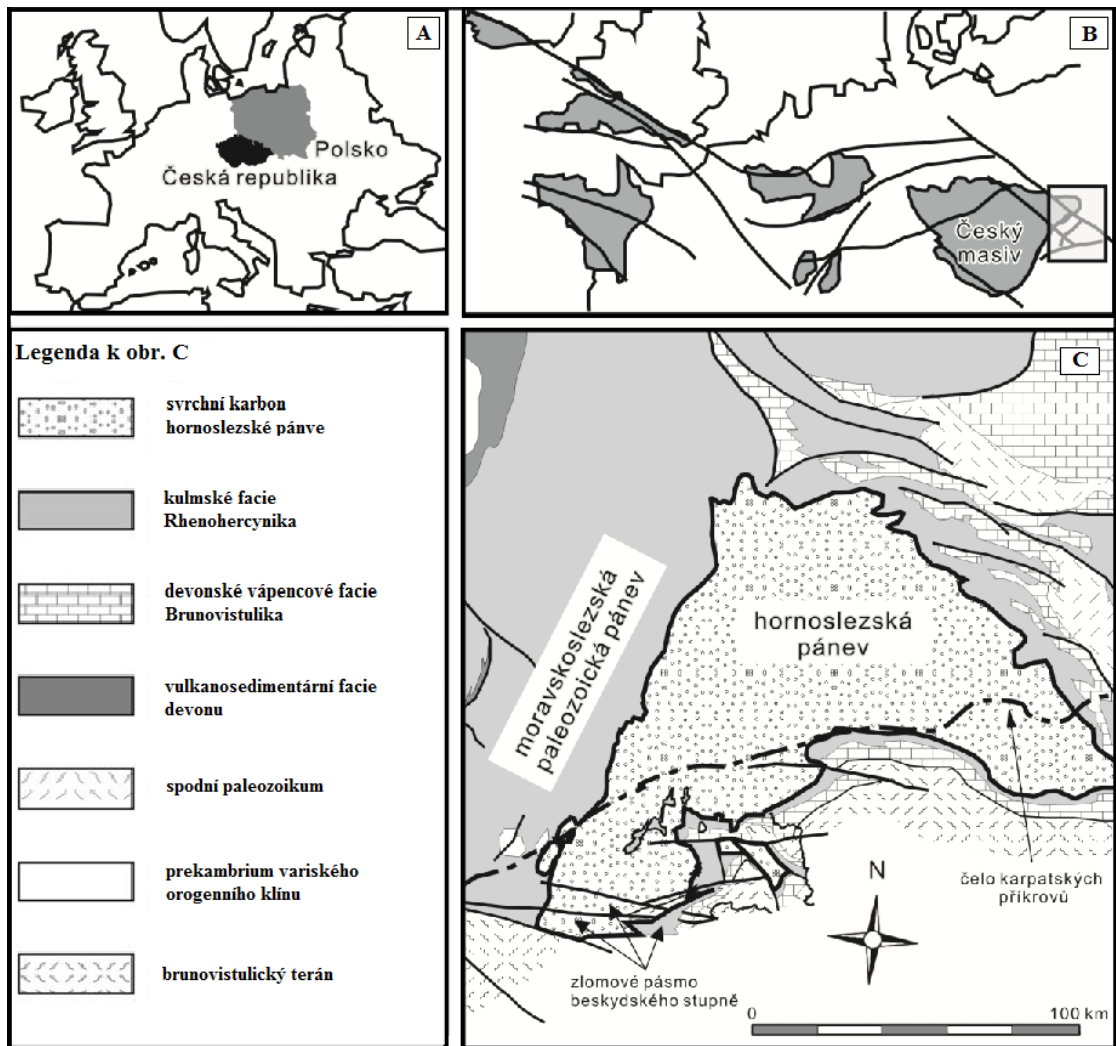 A
Polsko
Česká republika
B
Český
masiv
Legenda k obr. C
svrchní karbon
hornoslezské pánve
kulmské facie
Rhenohercynika
devonské vápencové facie
Brunovistulika
vulkanosedimentární facie
devonu
spodní paleozoikum
prekambrium variského
orogenního klínu
brunovistulický terán
C
moravskoslezská
paleozoická pánev
hornoslezská
pánev
N
čelo karpatských
příkrovů
zlomové pásmo
beskydského stupně
0
100 km